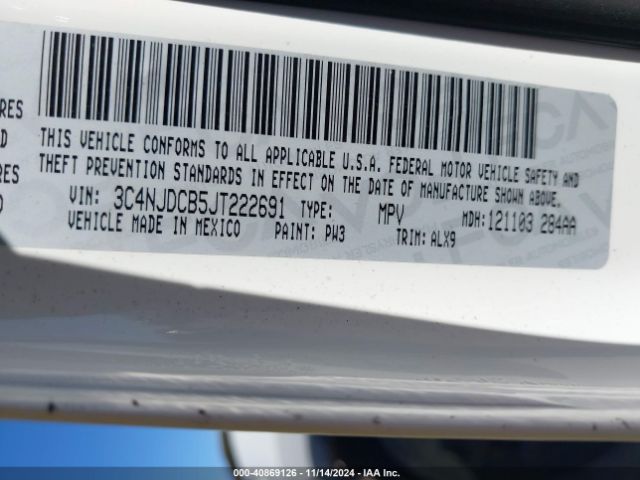 RES
THIS VEHICLE CONFORMS TO ALL APPLICABLE U.S.A. FEDERAL MOTOR VEHICLE SAFETY AND
D
THEFT PREVENTION STANDARDS IN EFFECT ON THE DATE OF MANUFACTURE SHOWN ABOVE.
RES
VIN: 3C4NJDCB5JT222691 TYPE: MPV MDH: 121103 284AA
D
VEHICLE MADE IN MEXICO PAINT: PW3 TRIM: ALX9
000-40869126 - 11/14/2024 - IAA Inc.